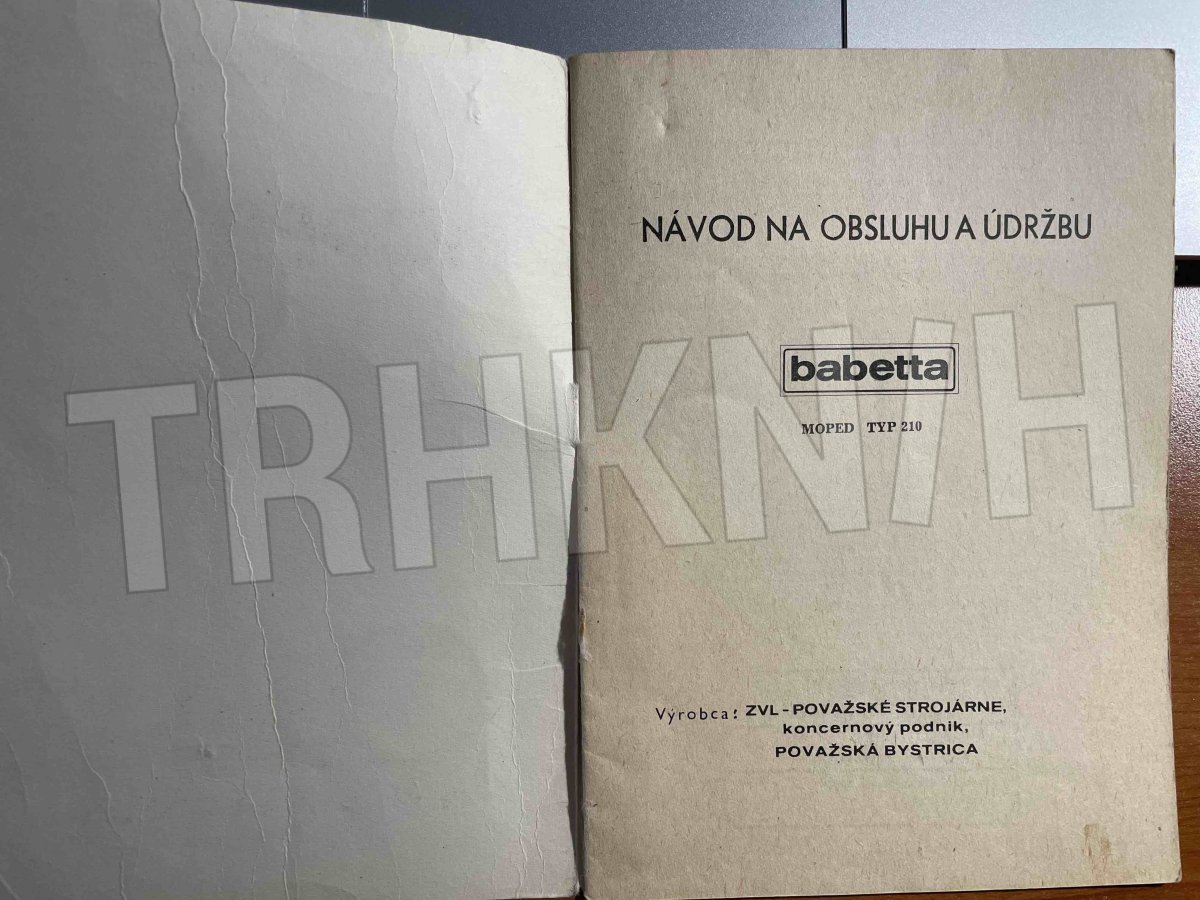 NÁVOD NA OBSLUHU A ÚDRŽBU
babetta
MOPED TYP 210
TRHKNIH
Výrobca: ZVL-POVAŽSKÉ STROJÁRNE,
koncernový podnik,
POVAŽSKÁ BYSTRICA